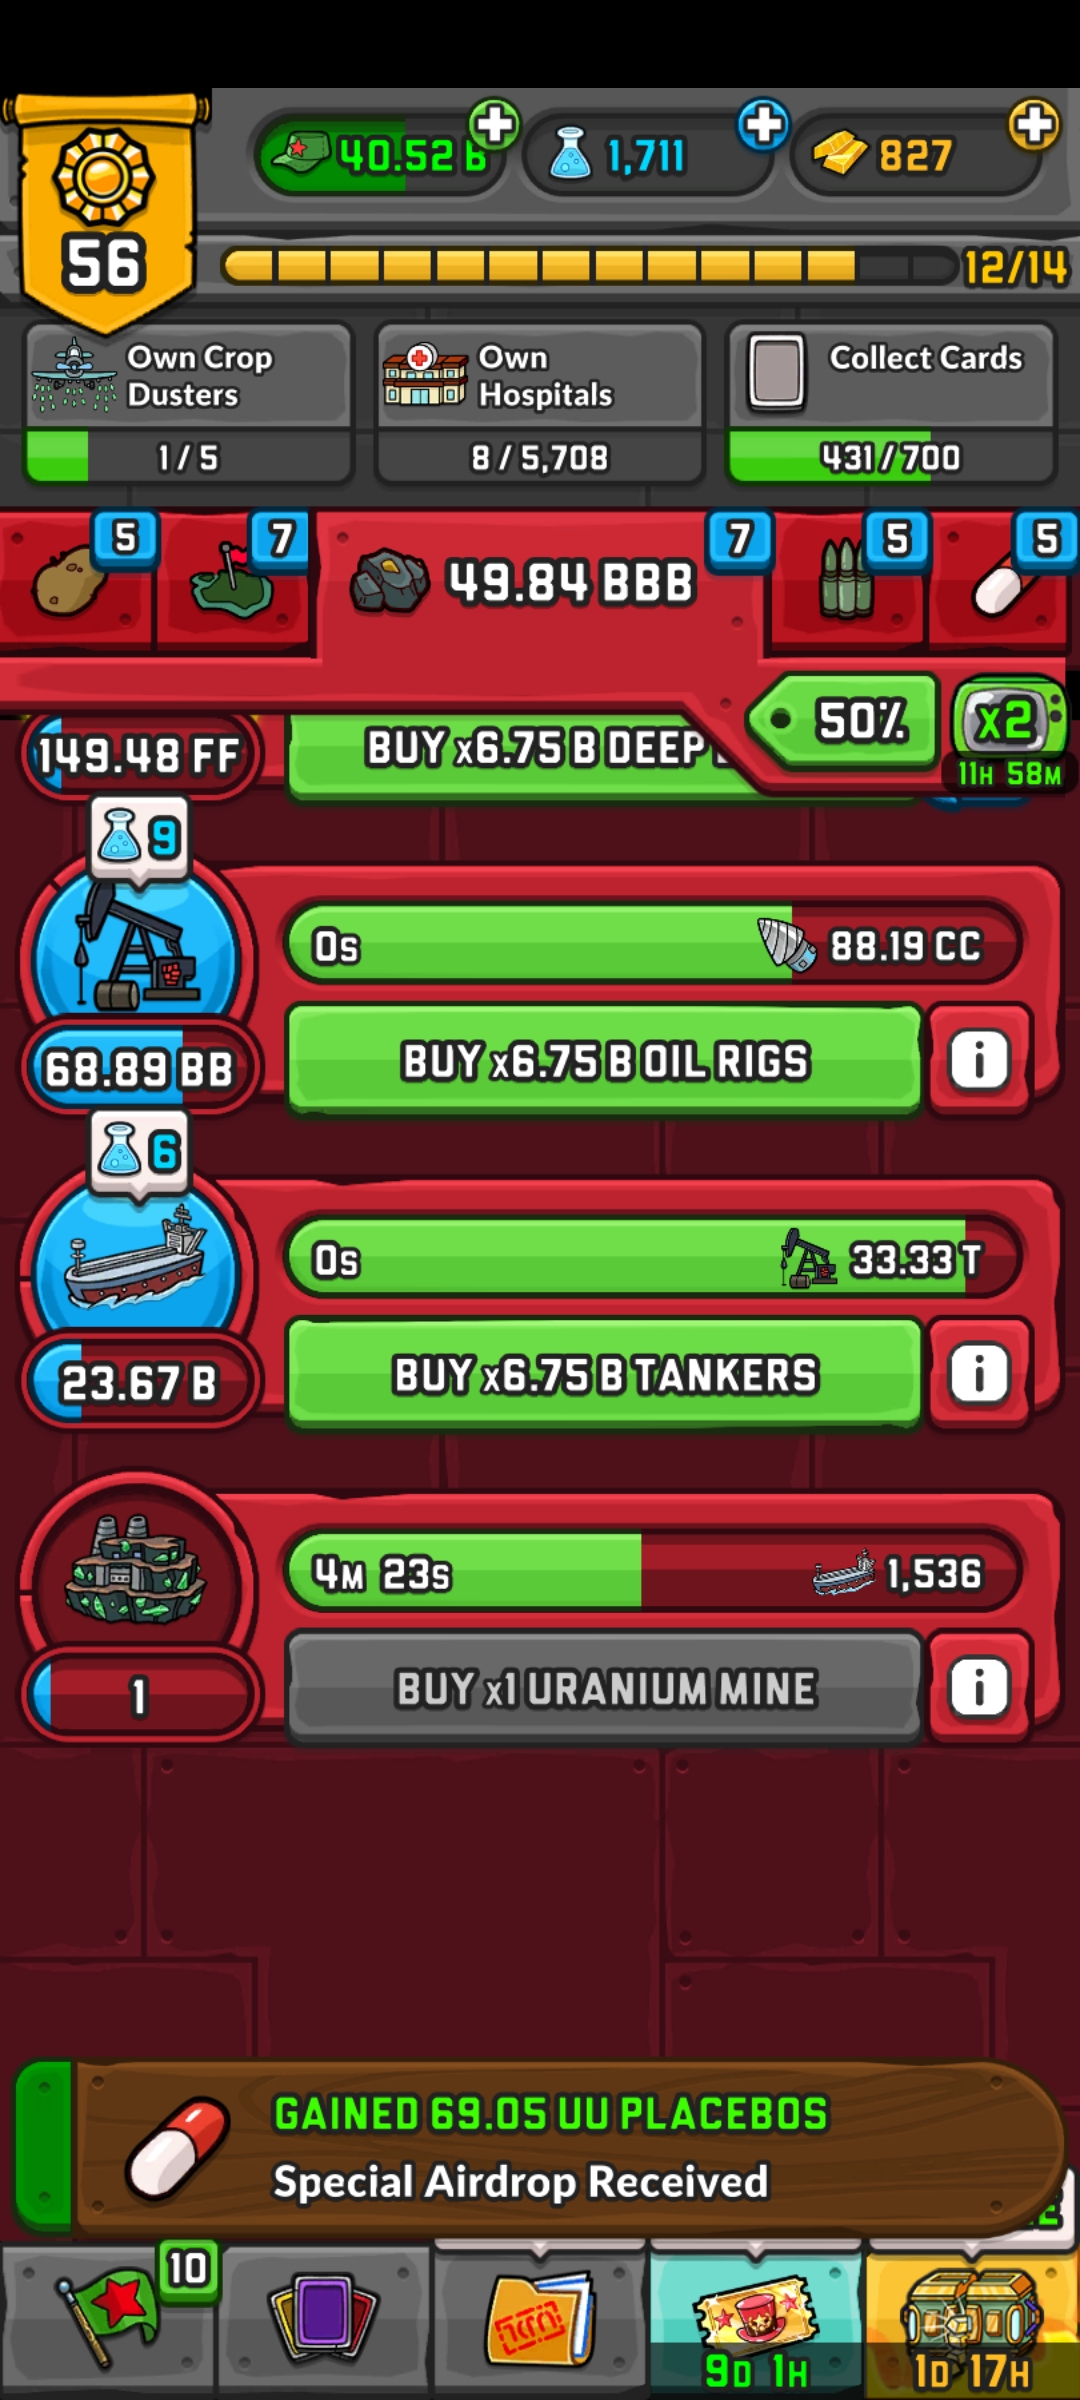 40.52 B
1,711
827
56
12/14
Own Crop
Dusters
1 / 5
Own
Hospitals
8 / 5,708
Collect Cards
431 / 700
5
7
49.84 BBB
7
5
5
50%
x2
11H 58M
149.48 FF
BUY x6.75 B DEEP
9
0s
88.19 CC
68.89 BB
BUY x6.75 B OIL RIGS
i
6
0s
33.33 T
23.67 B
BUY x6.75 B TANKERS
i
4M 23s
1,536
1
BUY x1 URANIUM MINE
i
GAINED 69.05 UU PLACEBOS
Special Airdrop Received
10
9D 1H
1D 17H